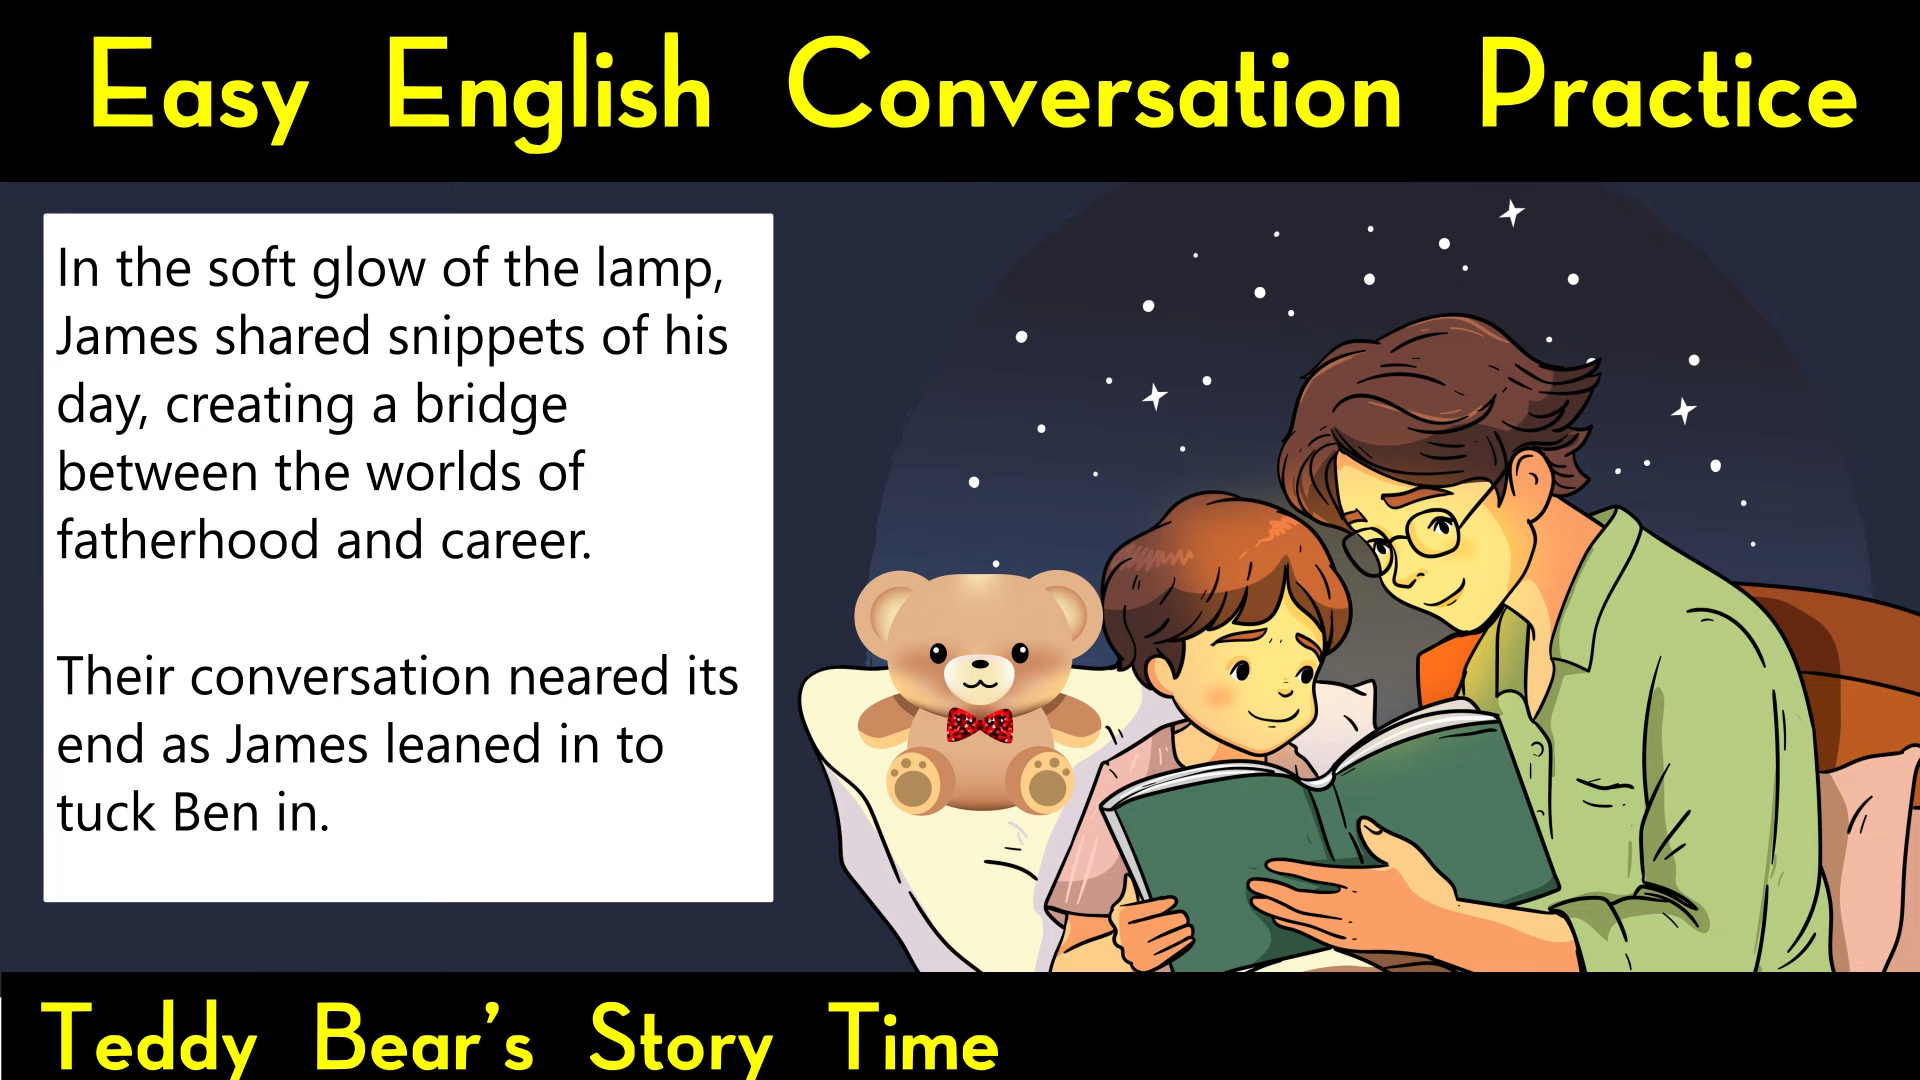 Easy English Conversation Practice
In the soft glow of the lamp,
James shared snippets of his
day, creating a bridge
between the worlds of
fatherhood and career.
Their conversation neared its
end as James leaned in to
tuck Ben in.
Teddy Bear’s Story Time